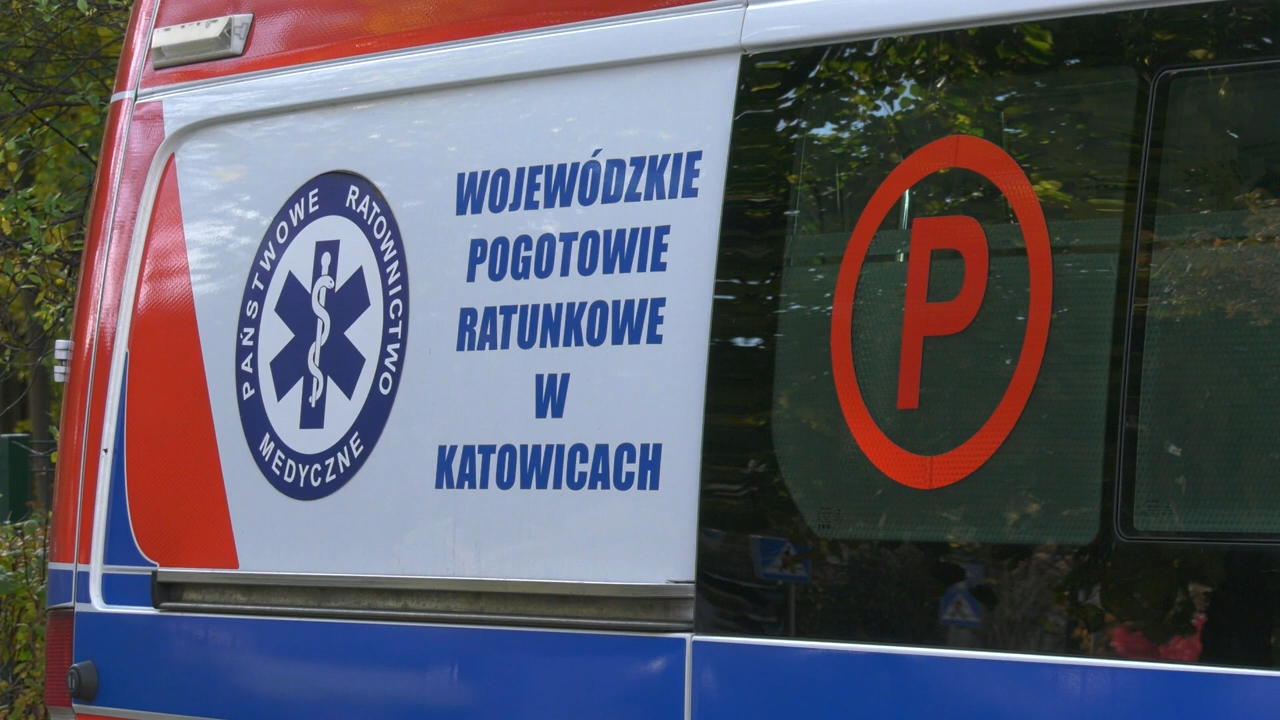 PAŃSTWOWE RATOWNICTWO
MEDYCZNE
WOJEWÓDZKIE
POGOTOWIE
RATUNKOWE
W
KATOWICACH
P